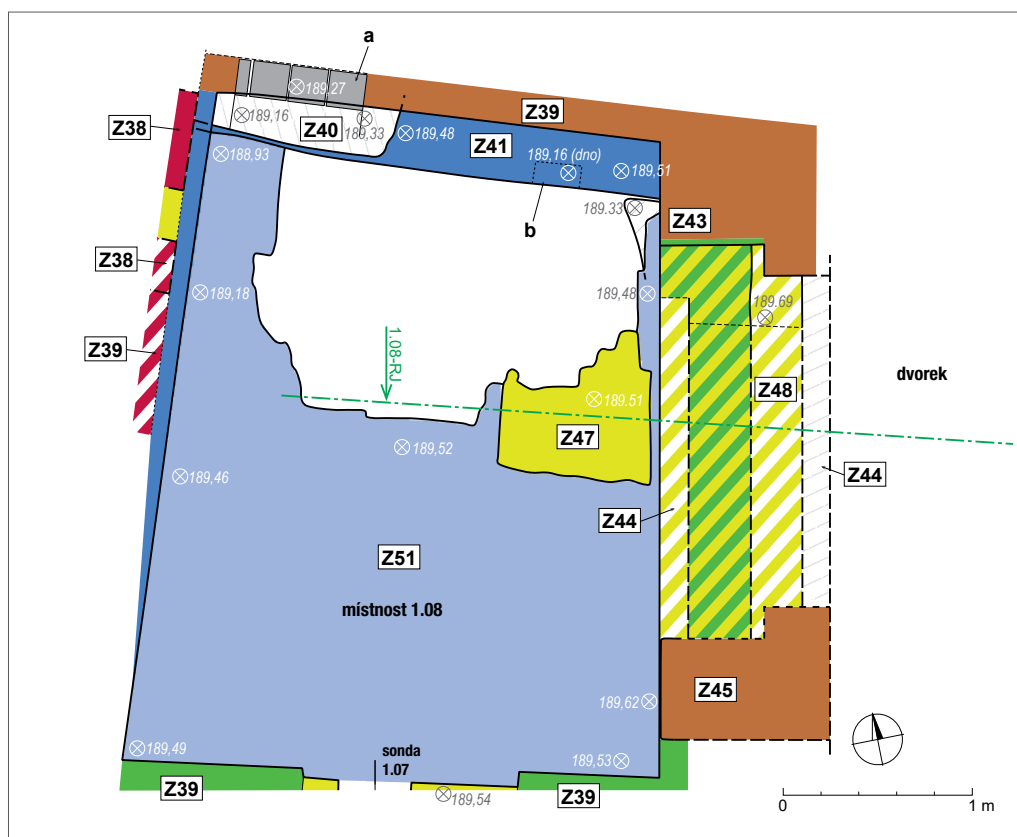 a
189,27
Z39
Z38
189,16
Z40
189,33
189,48
Z41
188,93
189,16 (dno)
189,51
b
189.33
Z43
Z38
189,18
189,48
189.69
Z39
1.08-RJ
dvorek
189.51
Z48
Z47
189,52
Z44
189,46
Z44
Z51
místnost 1.08
Z45
189,62
189,49
sonda
1.07
189,53
Z39
Z39
189,54
0
1 m